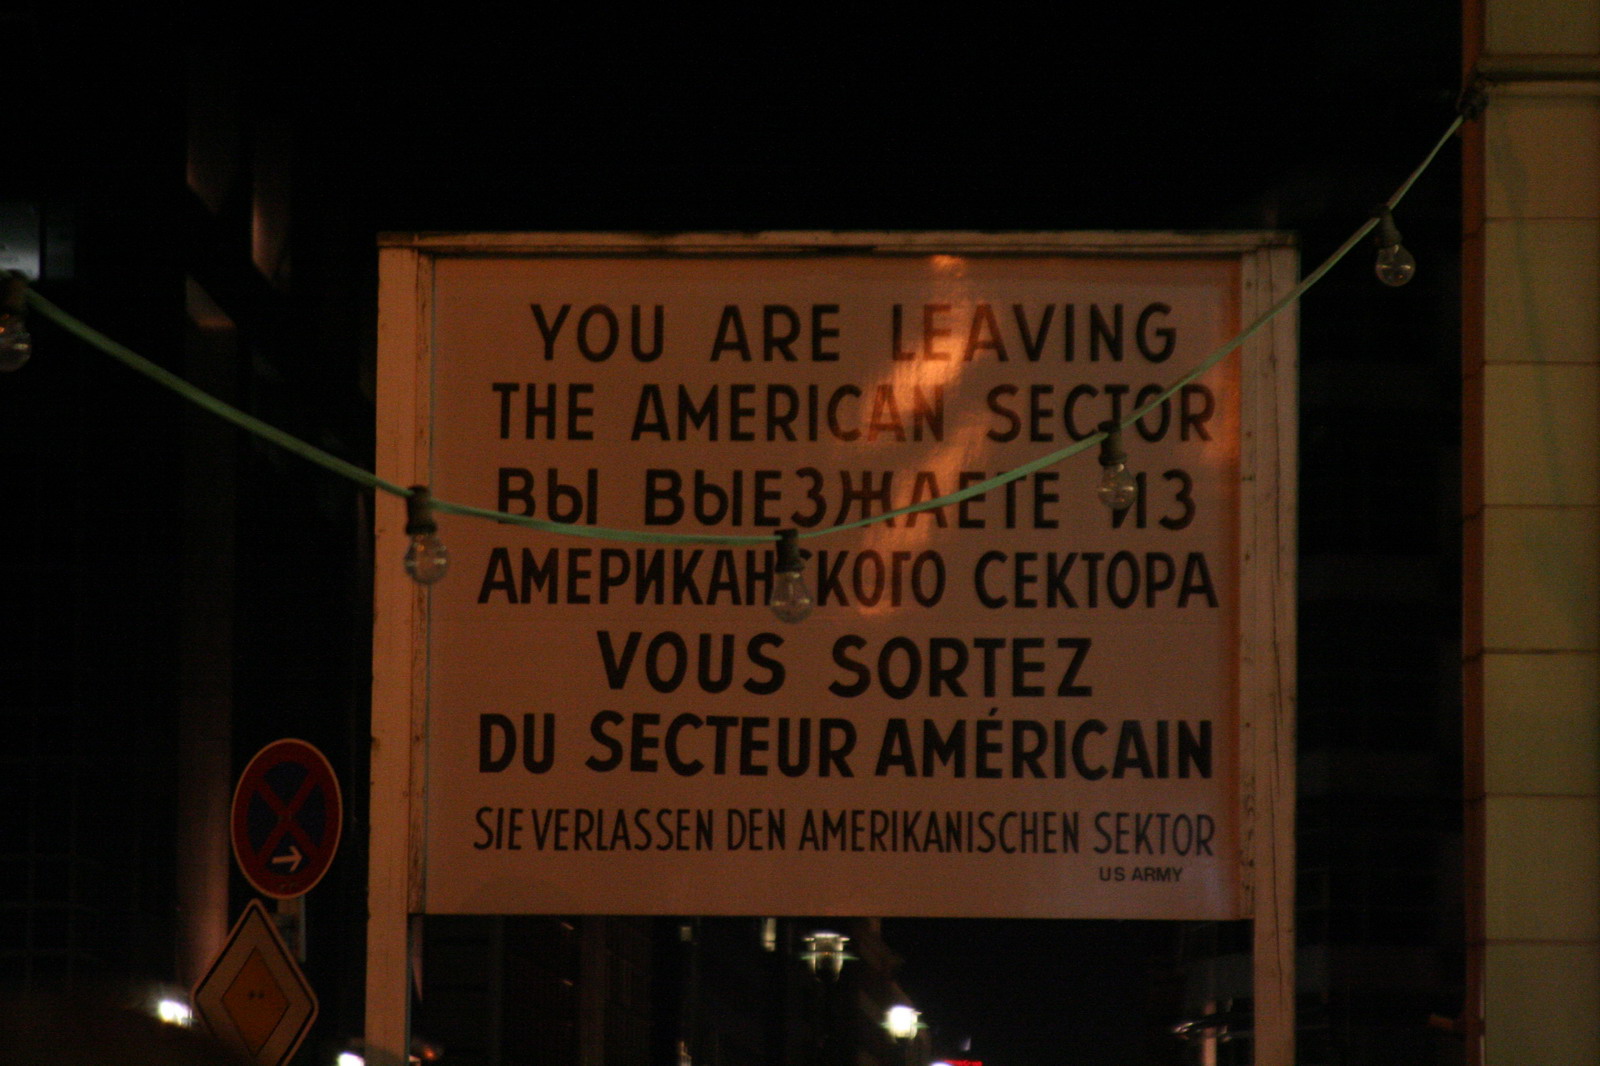 YOU ARE LEAVING
THE AMERICAN SECTOR
ВЫ ВЫЕЗЖАЕТЕ ИЗ
АМЕРИКАНСКОГО СЕКТОРА
VOUS SORTEZ
DU SECTEUR AMÉRICAIN
SIE VERLASSEN DEN AMERIKANISCHEN SEKTOR
US ARMY